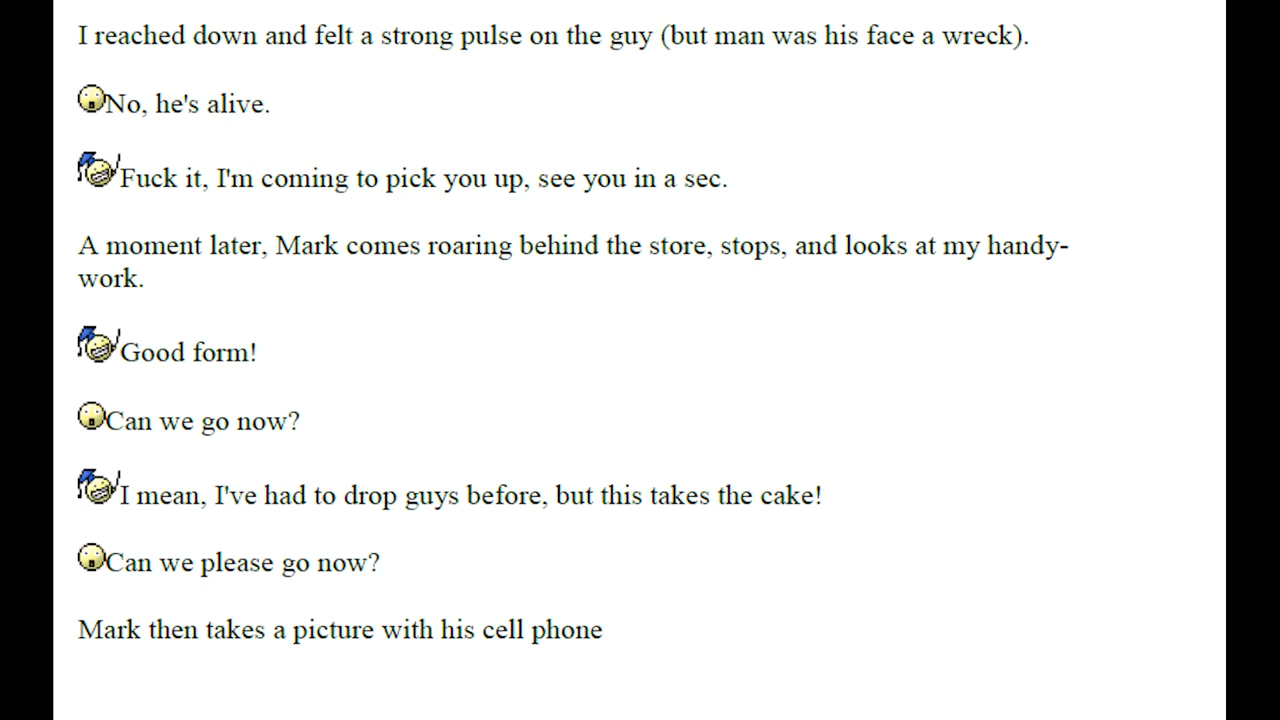 I reached down and felt a strong pulse on the guy (but man was his face a wreck).
No, he's alive.
Fuck it, I'm coming to pick you up, see you in a sec.
A moment later, Mark comes roaring behind the store, stops, and looks at my handy-
work.
Good form!
Can we go now?
I mean, I've had to drop guys before, but this takes the cake!
Can we please go now?
Mark then takes a picture with his cell phone